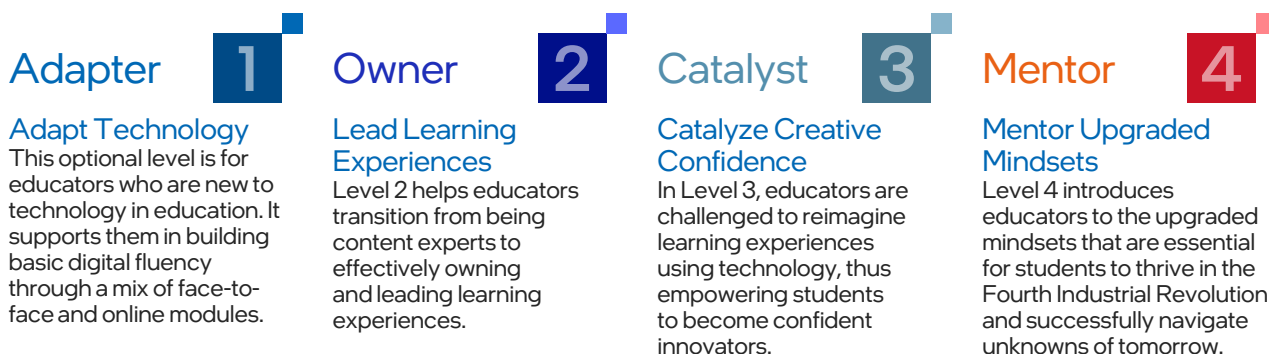 Adapter
1
Adapt Technology
This optional level is for
educators who are new to
technology in education. It
supports them in building
basic digital fluency
through a mix of face-to-
face and online modules.
Owner
2
Lead Learning
Experiences
Level 2 helps educators
transition from being
content experts to
effectively owning
and leading learning
experiences.
Catalyst
3
Catalyze Creative
Confidence
In Level 3, educators are
challenged to reimagine
learning experiences
using technology, thus
empowering students
to become confident
innovators.
Mentor
4
Mentor Upgraded
Mindsets
Level 4 introduces
educators to the upgraded
mindsets that are essential
for students to thrive in the
Fourth Industrial Revolution
and successfully navigate
unknowns of tomorrow.